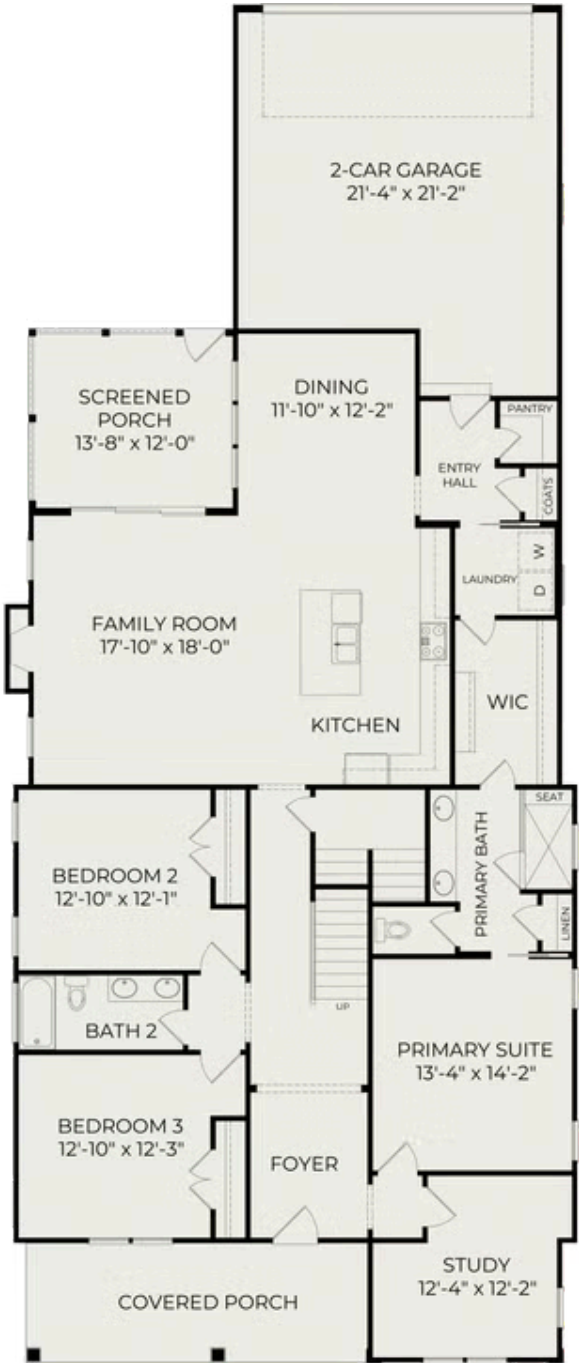 2-CAR GARAGE
21'-4" x 21'-2"
SCREENED
PORCH
13'-8" x 12'-0"
DINING
11'-10" x 12'-2"
PANTRY
ENTRY
HALL
COATS
W
D
LAUNDRY
FAMILY ROOM
17'-10" x 18'-0"
KITCHEN
WIC
SEAT
PRIMARY BATH
LINEN
BEDROOM 2
12'-10" x 12'-1"
UP
BATH 2
PRIMARY SUITE
13'-4" x 14'-2"
BEDROOM 3
12'-10" x 12'-3"
FOYER
STUDY
12'-4" x 12'-2"
COVERED PORCH